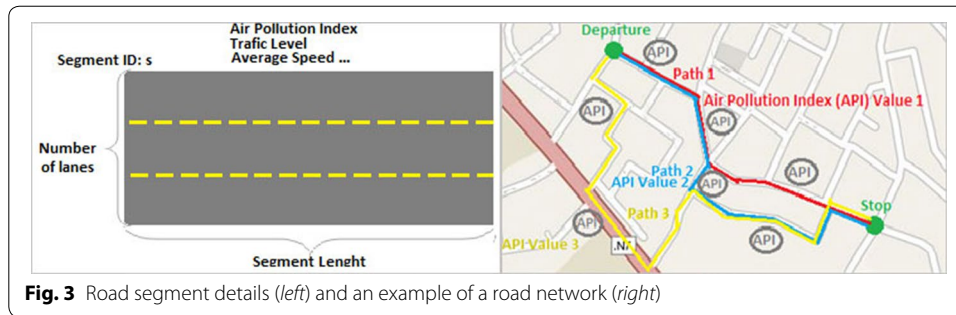 Air Pollution Index
Trafic Level
Average Speed ...
Segment ID: s
Number
of lanes
Segment Lenght
Departure
API
Path 1
API
Air Pollution Index (API) Value 1
API
Path 2
API
API Value 2
API
Path 3
Stop
API
API Value 3
API
.N/
Fig. 3 Road segment details (left) and an example of a road network (right)